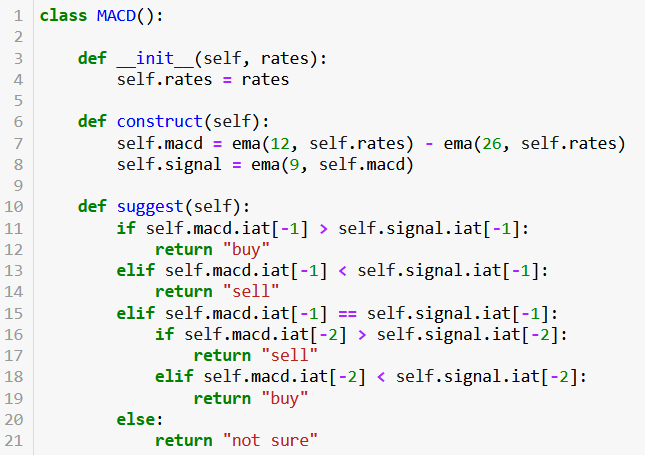 1 class MACD():
2
3     def __init__(self, rates):
4         self.rates = rates
5
6     def construct(self):
7         self.macd = ema(12, self.rates) - ema(26, self.rates)
8         self.signal = ema(9, self.macd)
9
10     def suggest(self):
11         if self.macd.iat[-1] > self.signal.iat[-1]:
12             return "buy"
13         elif self.macd.iat[-1] < self.signal.iat[-1]:
14             return "sell"
15         elif self.macd.iat[-1] == self.signal.iat[-1]:
16             if self.macd.iat[-2] > self.signal.iat[-2]:
17                 return "sell"
18             elif self.macd.iat[-2] < self.signal.iat[-2]:
19                 return "buy"
20         else:
21             return "not sure"